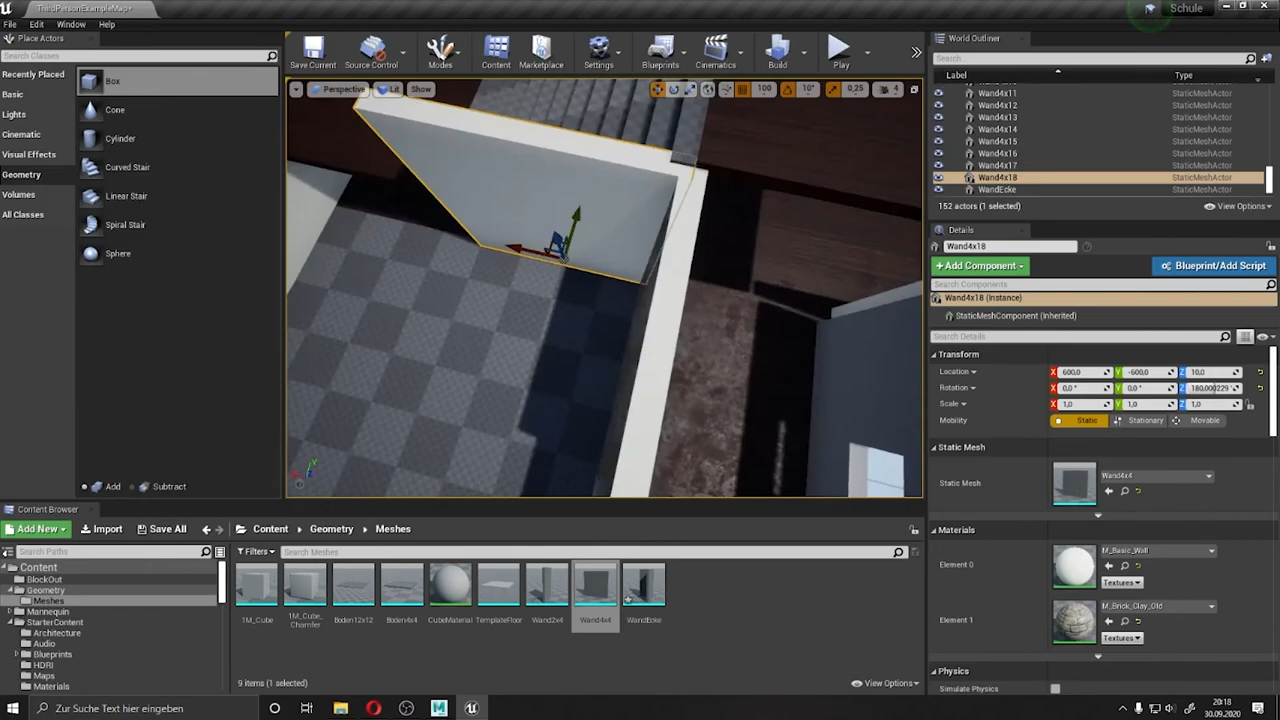 ThirdPersonExampleMap*
Schule
File Edit Window Help
Place Actors
Search Classes
Recently Placed
Basic
Lights
Cinematic
Visual Effects
Geometry
Volumes
All Classes
Box
Cone
Cylinder
Curved Stair
Linear Stair
Spiral Stair
Sphere
Add Subtract
Save Current Source Control Modes Content Marketplace Settings Blueprints Cinematics Build Play
Perspective Lit Show
100 10° 0,25 4
World Outliner
Search...
Label Type
Wand4x11 StaticMeshActor
Wand4x12 StaticMeshActor
Wand4x13 StaticMeshActor
Wand4x14 StaticMeshActor
Wand4x15 StaticMeshActor
Wand4x16 StaticMeshActor
Wand4x17 StaticMeshActor
Wand4x18 StaticMeshActor
WandEcke StaticMeshActor
152 actors (1 selected) View Options
Details
Wand4x18
+ Add Component Blueprint/Add Script
Search Components
Wand4x18 (Instance)
StaticMeshComponent (Inherited)
Search Details
Transform
Location X 600,0 Y -600,0 Z 10,0
Rotation X 0,0 ° Y 0,0 ° Z 180,000229 °
Scale X 1,0 Y 1,0 Z 1,0
Mobility Static Stationary Movable
Static Mesh
Static Mesh Wand4x4
Materials
Element 0 M_Basic_Wall
Textures
Element 1 M_Brick_Clay_Old
Textures
Physics
Simulate Physics
Content Browser
Add New Import Save All Content Geometry Meshes
Search Paths
Filters Search Meshes
Content
BlockOut
Geometry
Meshes
Mannequin
StarterContent
Architecture
Audio
Blueprints
HDRI
Maps
Materials
1M_Cube 1M_Cube_Chamfer Boden12x12 Boden4x4 CubeMaterial TemplateFloor Wand2x4 Wand4x4 WandEcke
9 items (1 selected) View Options
Zur Suche Text hier eingeben
20:18
30.09.2020